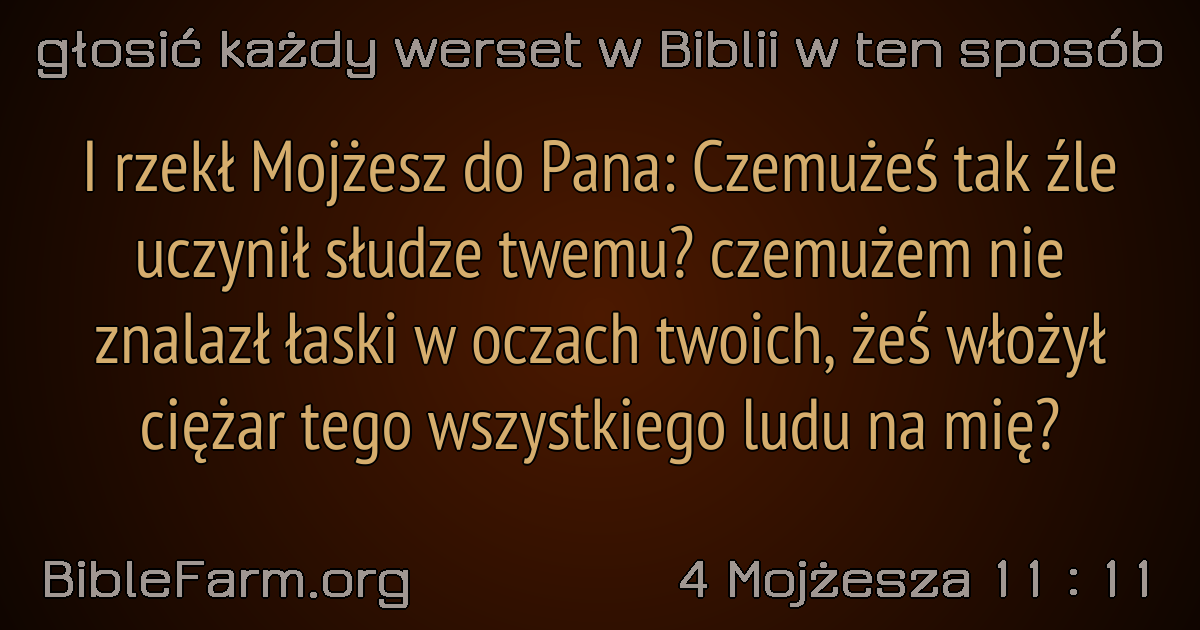 głosić każdy werset w Biblii w ten sposób
I rzekł Mojżesz do Pana: Czemużeś tak źle
uczynił słudze twemu? czemużem nie
znalazł łaski w oczach twoich, żeś włożył
ciężar tego wszystkiego ludu na mię?
BibleFarm.org
4 Mojżesza 11 : 11